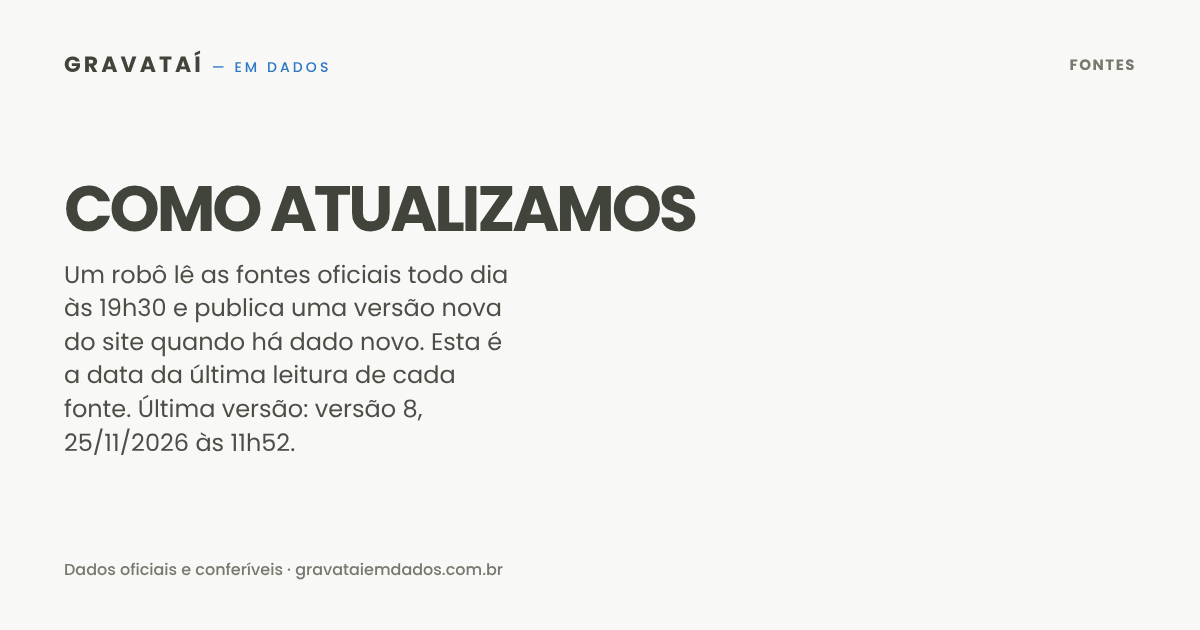 GRAVATAÍ — EM DADOS
FONTES
COMO ATUALIZAMOS
Um robô lê as fontes oficiais todo dia
às 19h30 e publica uma versão nova
do site quando há dado novo. Esta é
a data da última leitura de cada
fonte. Última versão: versão 8,
25/11/2026 às 11h52.
Dados oficiais e conferíveis · gravataiemdados.com.br